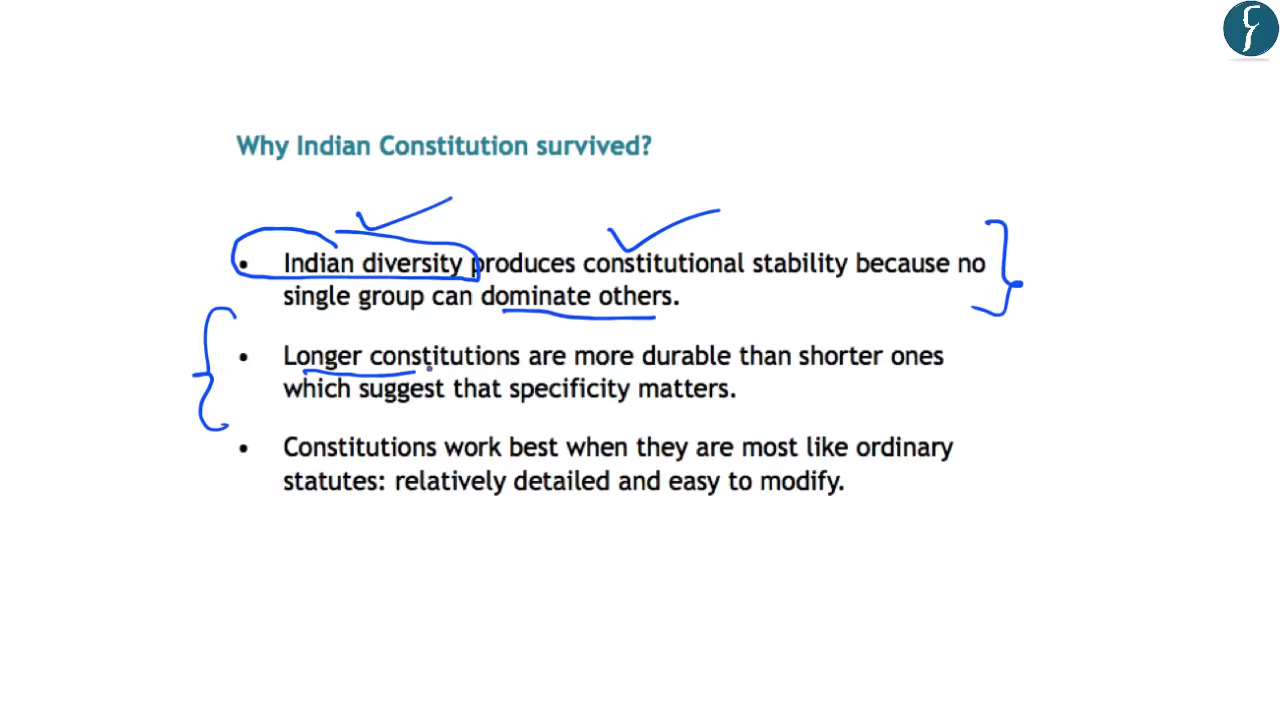 Why Indian Constitution survived?
• Indian diversity produces constitutional stability because no
single group can dominate others.
• Longer constitutions are more durable than shorter ones
which suggest that specificity matters.
• Constitutions work best when they are most like ordinary
statutes: relatively detailed and easy to modify.